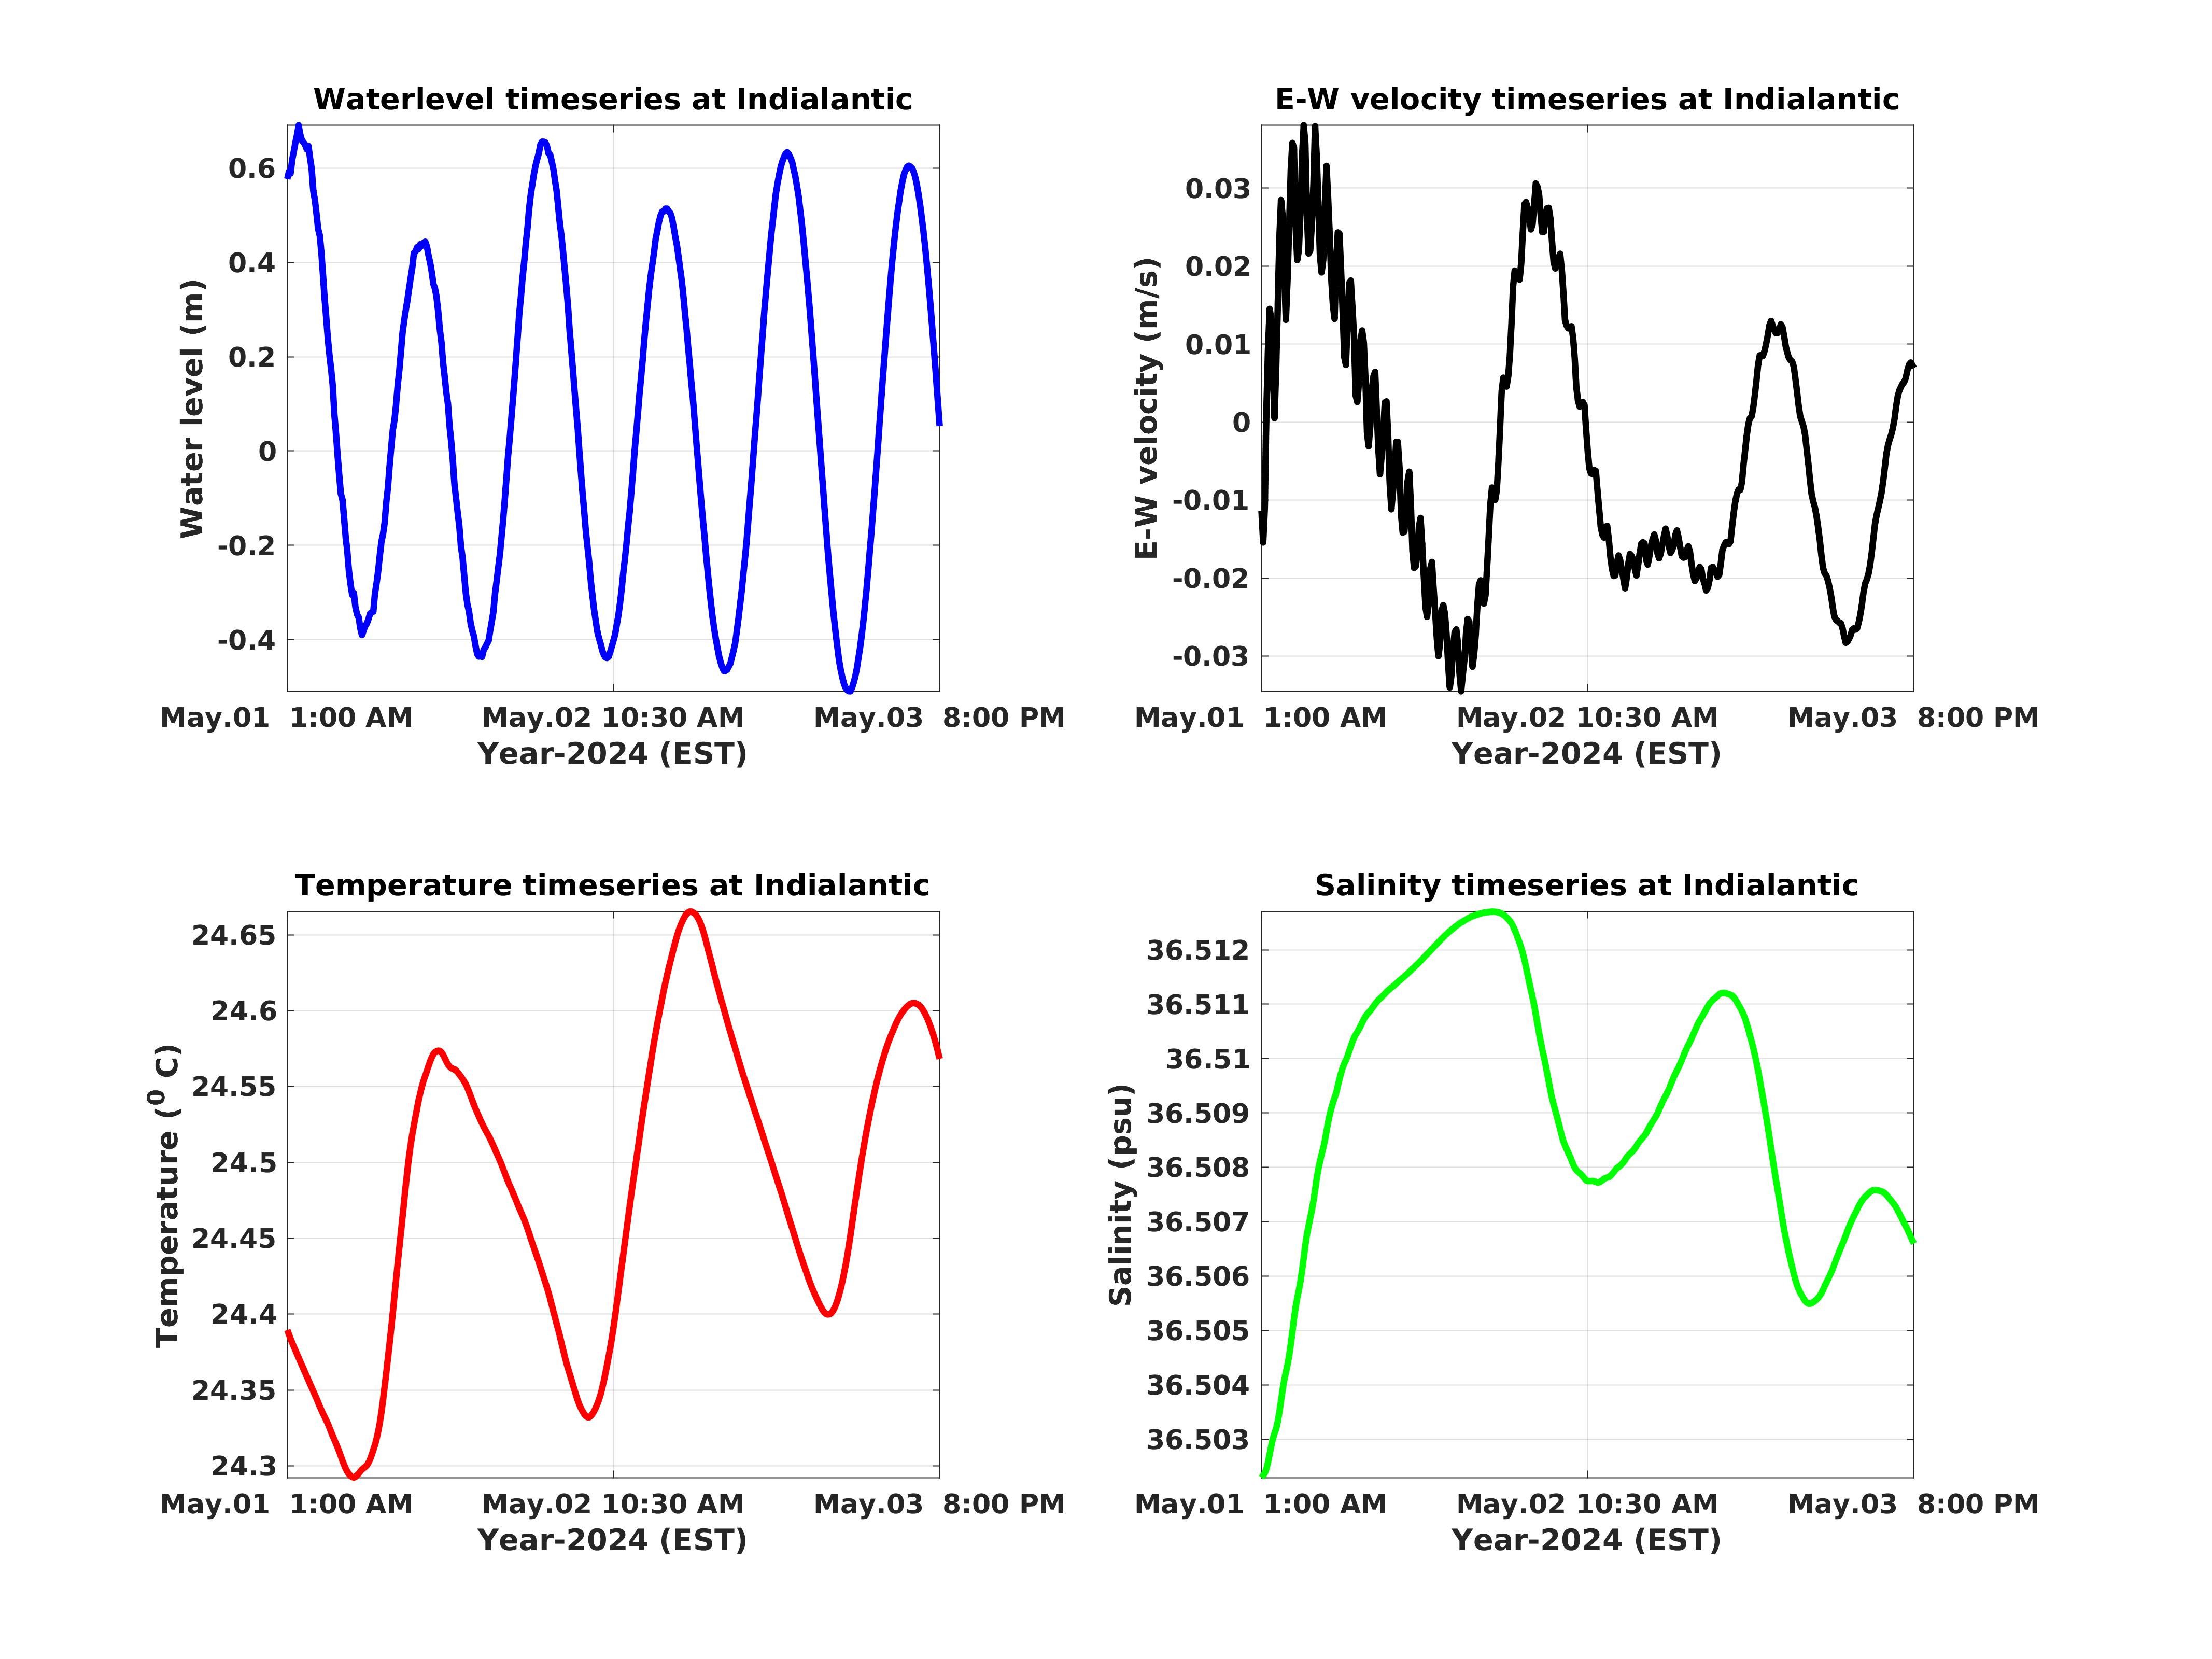 Waterlevel timeseries at Indialantic
0.6
0.4
0.2
0
-0.2
-0.4
Water level (m)
May.01 1:00 AM May.02 10:30 AM May.03 8:00 PM
Year-2024 (EST)
E-W velocity timeseries at Indialantic
0.03
0.02
0.01
0
-0.01
-0.02
-0.03
E-W velocity (m/s)
May.01 1:00 AM May.02 10:30 AM May.03 8:00 PM
Year-2024 (EST)
Temperature timeseries at Indialantic
24.65
24.6
24.55
24.5
24.45
24.4
24.35
24.3
Temperature (⁰ C)
May.01 1:00 AM May.02 10:30 AM May.03 8:00 PM
Year-2024 (EST)
Salinity timeseries at Indialantic
36.512
36.511
36.51
36.509
36.508
36.507
36.506
36.505
36.504
36.503
Salinity (psu)
May.01 1:00 AM May.02 10:30 AM May.03 8:00 PM
Year-2024 (EST)